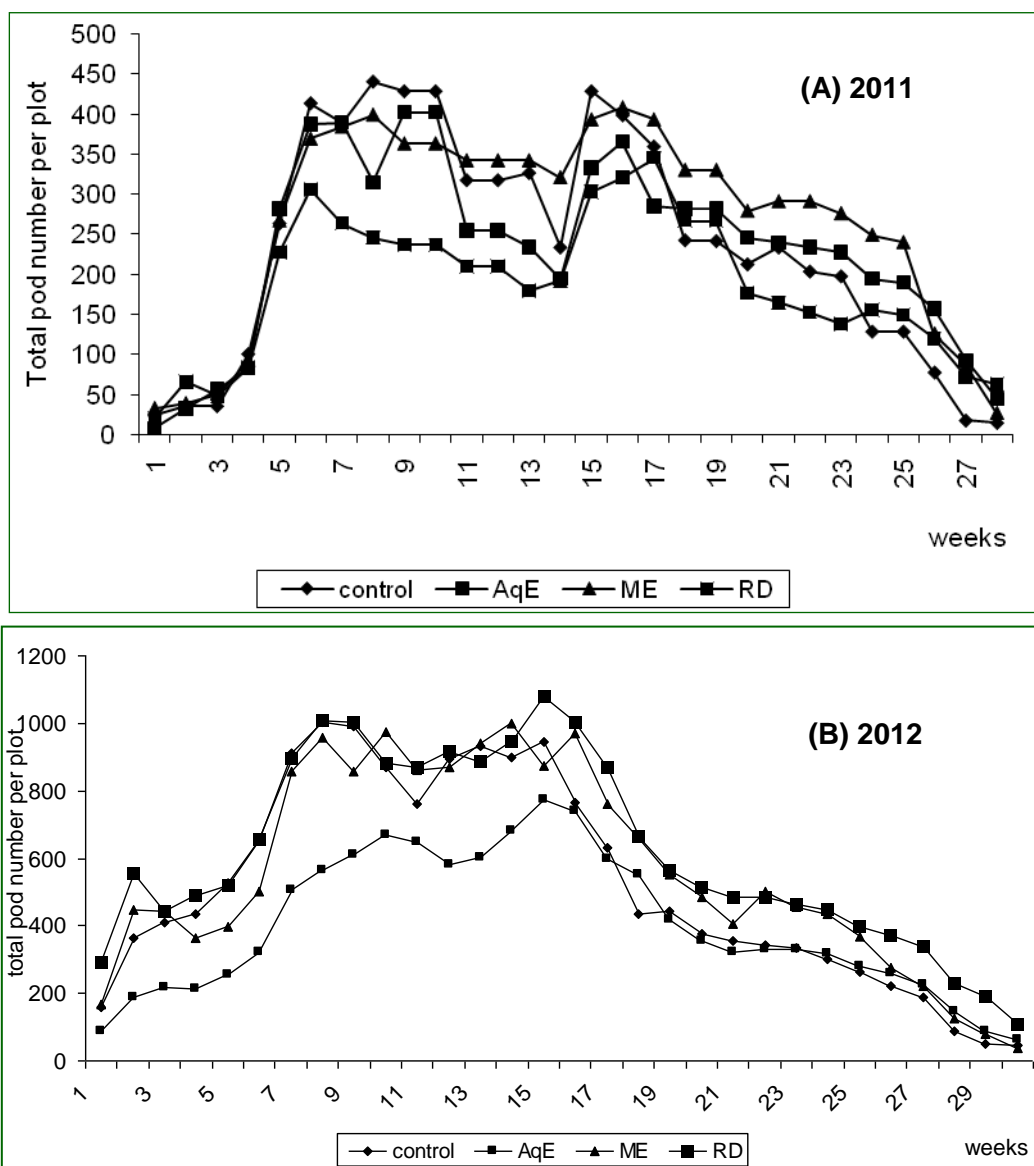 (A) 2011
Total pod number per plot
500
450
400
350
300
250
200
150
100
50
0
1 3 5 7 9 11 13 15 17 19 21 23 25 27
weeks
control AqE ME RD
(B) 2012
total pod number per plot
1200
1000
800
600
400
200
0
1 3 5 7 9 11 13 15 17 19 21 23 25 27 29
weeks
control AqE ME RD